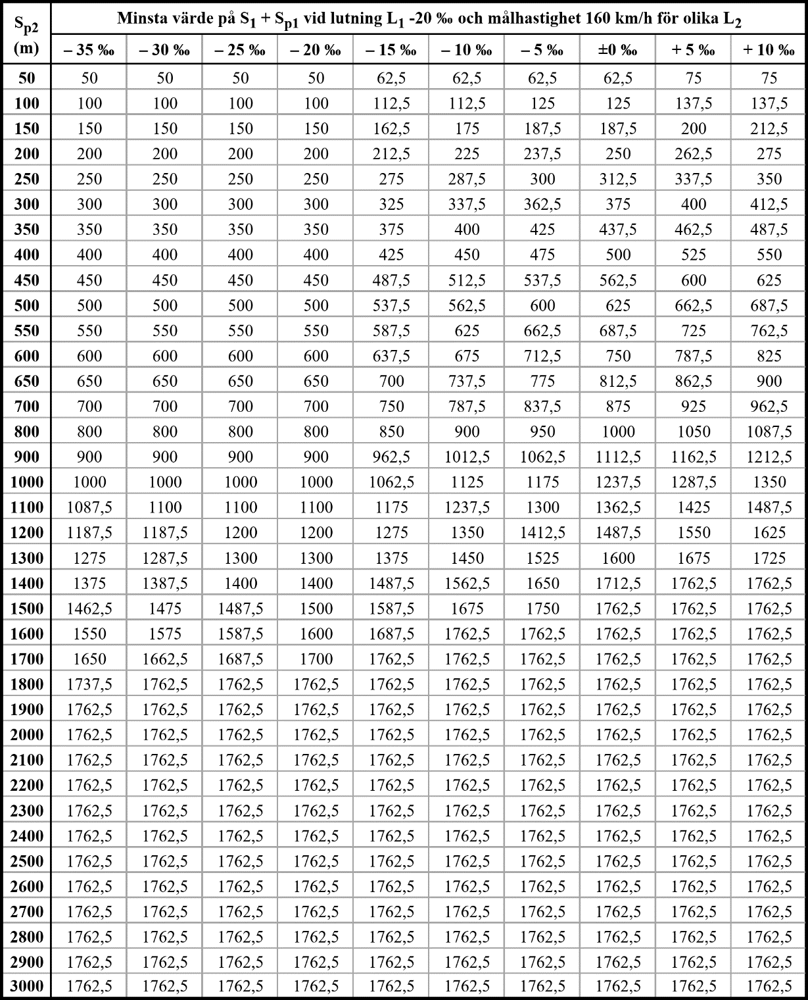 S_p2 (m) Minsta värde på S_1 + S_p1 vid lutning L_1 -20 ‰ och målhastighet 160 km/h för olika L_2
– 35 ‰ – 30 ‰ – 25 ‰ – 20 ‰ – 15 ‰ – 10 ‰ – 5 ‰ ±0 ‰ + 5 ‰ + 10 ‰
50 50 50 50 50 62,5 62,5 62,5 62,5 75 75
100 100 100 100 100 112,5 112,5 125 125 137,5 137,5
150 150 150 150 150 162,5 175 187,5 187,5 200 212,5
200 200 200 200 200 212,5 225 237,5 250 262,5 275
250 250 250 250 250 275 287,5 300 312,5 337,5 350
300 300 300 300 300 325 337,5 362,5 375 400 412,5
350 350 350 350 350 375 400 425 437,5 462,5 487,5
400 400 400 400 400 425 450 475 500 525 550
450 450 450 450 450 487,5 512,5 537,5 562,5 600 625
500 500 500 500 500 537,5 562,5 600 625 662,5 687,5
550 550 550 550 550 587,5 625 662,5 687,5 725 762,5
600 600 600 600 600 637,5 675 712,5 750 787,5 825
650 650 650 650 650 700 737,5 775 812,5 862,5 900
700 700 700 700 700 750 787,5 837,5 875 925 962,5
800 800 800 800 800 850 900 950 1000 1050 1087,5
900 900 900 900 900 962,5 1012,5 1062,5 1112,5 1162,5 1212,5
1000 1000 1000 1000 1000 1062,5 1125 1175 1237,5 1287,5 1350
1100 1087,5 1100 1100 1100 1175 1237,5 1300 1362,5 1425 1487,5
1200 1187,5 1187,5 1200 1200 1275 1350 1412,5 1487,5 1550 1625
1300 1275 1287,5 1300 1300 1375 1450 1525 1600 1675 1725
1400 1375 1387,5 1400 1400 1487,5 1562,5 1650 1712,5 1762,5 1762,5
1500 1462,5 1475 1487,5 1500 1587,5 1675 1750 1762,5 1762,5 1762,5
1600 1550 1575 1587,5 1600 1687,5 1762,5 1762,5 1762,5 1762,5 1762,5
1700 1650 1662,5 1687,5 1700 1762,5 1762,5 1762,5 1762,5 1762,5 1762,5
1800 1737,5 1762,5 1762,5 1762,5 1762,5 1762,5 1762,5 1762,5 1762,5 1762,5
1900 1762,5 1762,5 1762,5 1762,5 1762,5 1762,5 1762,5 1762,5 1762,5 1762,5
2000 1762,5 1762,5 1762,5 1762,5 1762,5 1762,5 1762,5 1762,5 1762,5 1762,5
2100 1762,5 1762,5 1762,5 1762,5 1762,5 1762,5 1762,5 1762,5 1762,5 1762,5
2200 1762,5 1762,5 1762,5 1762,5 1762,5 1762,5 1762,5 1762,5 1762,5 1762,5
2300 1762,5 1762,5 1762,5 1762,5 1762,5 1762,5 1762,5 1762,5 1762,5 1762,5
2400 1762,5 1762,5 1762,5 1762,5 1762,5 1762,5 1762,5 1762,5 1762,5 1762,5
2500 1762,5 1762,5 1762,5 1762,5 1762,5 1762,5 1762,5 1762,5 1762,5 1762,5
2600 1762,5 1762,5 1762,5 1762,5 1762,5 1762,5 1762,5 1762,5 1762,5 1762,5
2700 1762,5 1762,5 1762,5 1762,5 1762,5 1762,5 1762,5 1762,5 1762,5 1762,5
2800 1762,5 1762,5 1762,5 1762,5 1762,5 1762,5 1762,5 1762,5 1762,5 1762,5
2900 1762,5 1762,5 1762,5 1762,5 1762,5 1762,5 1762,5 1762,5 1762,5 1762,5
3000 1762,5 1762,5 1762,5 1762,5 1762,5 1762,5 1762,5 1762,5 1762,5 1762,5